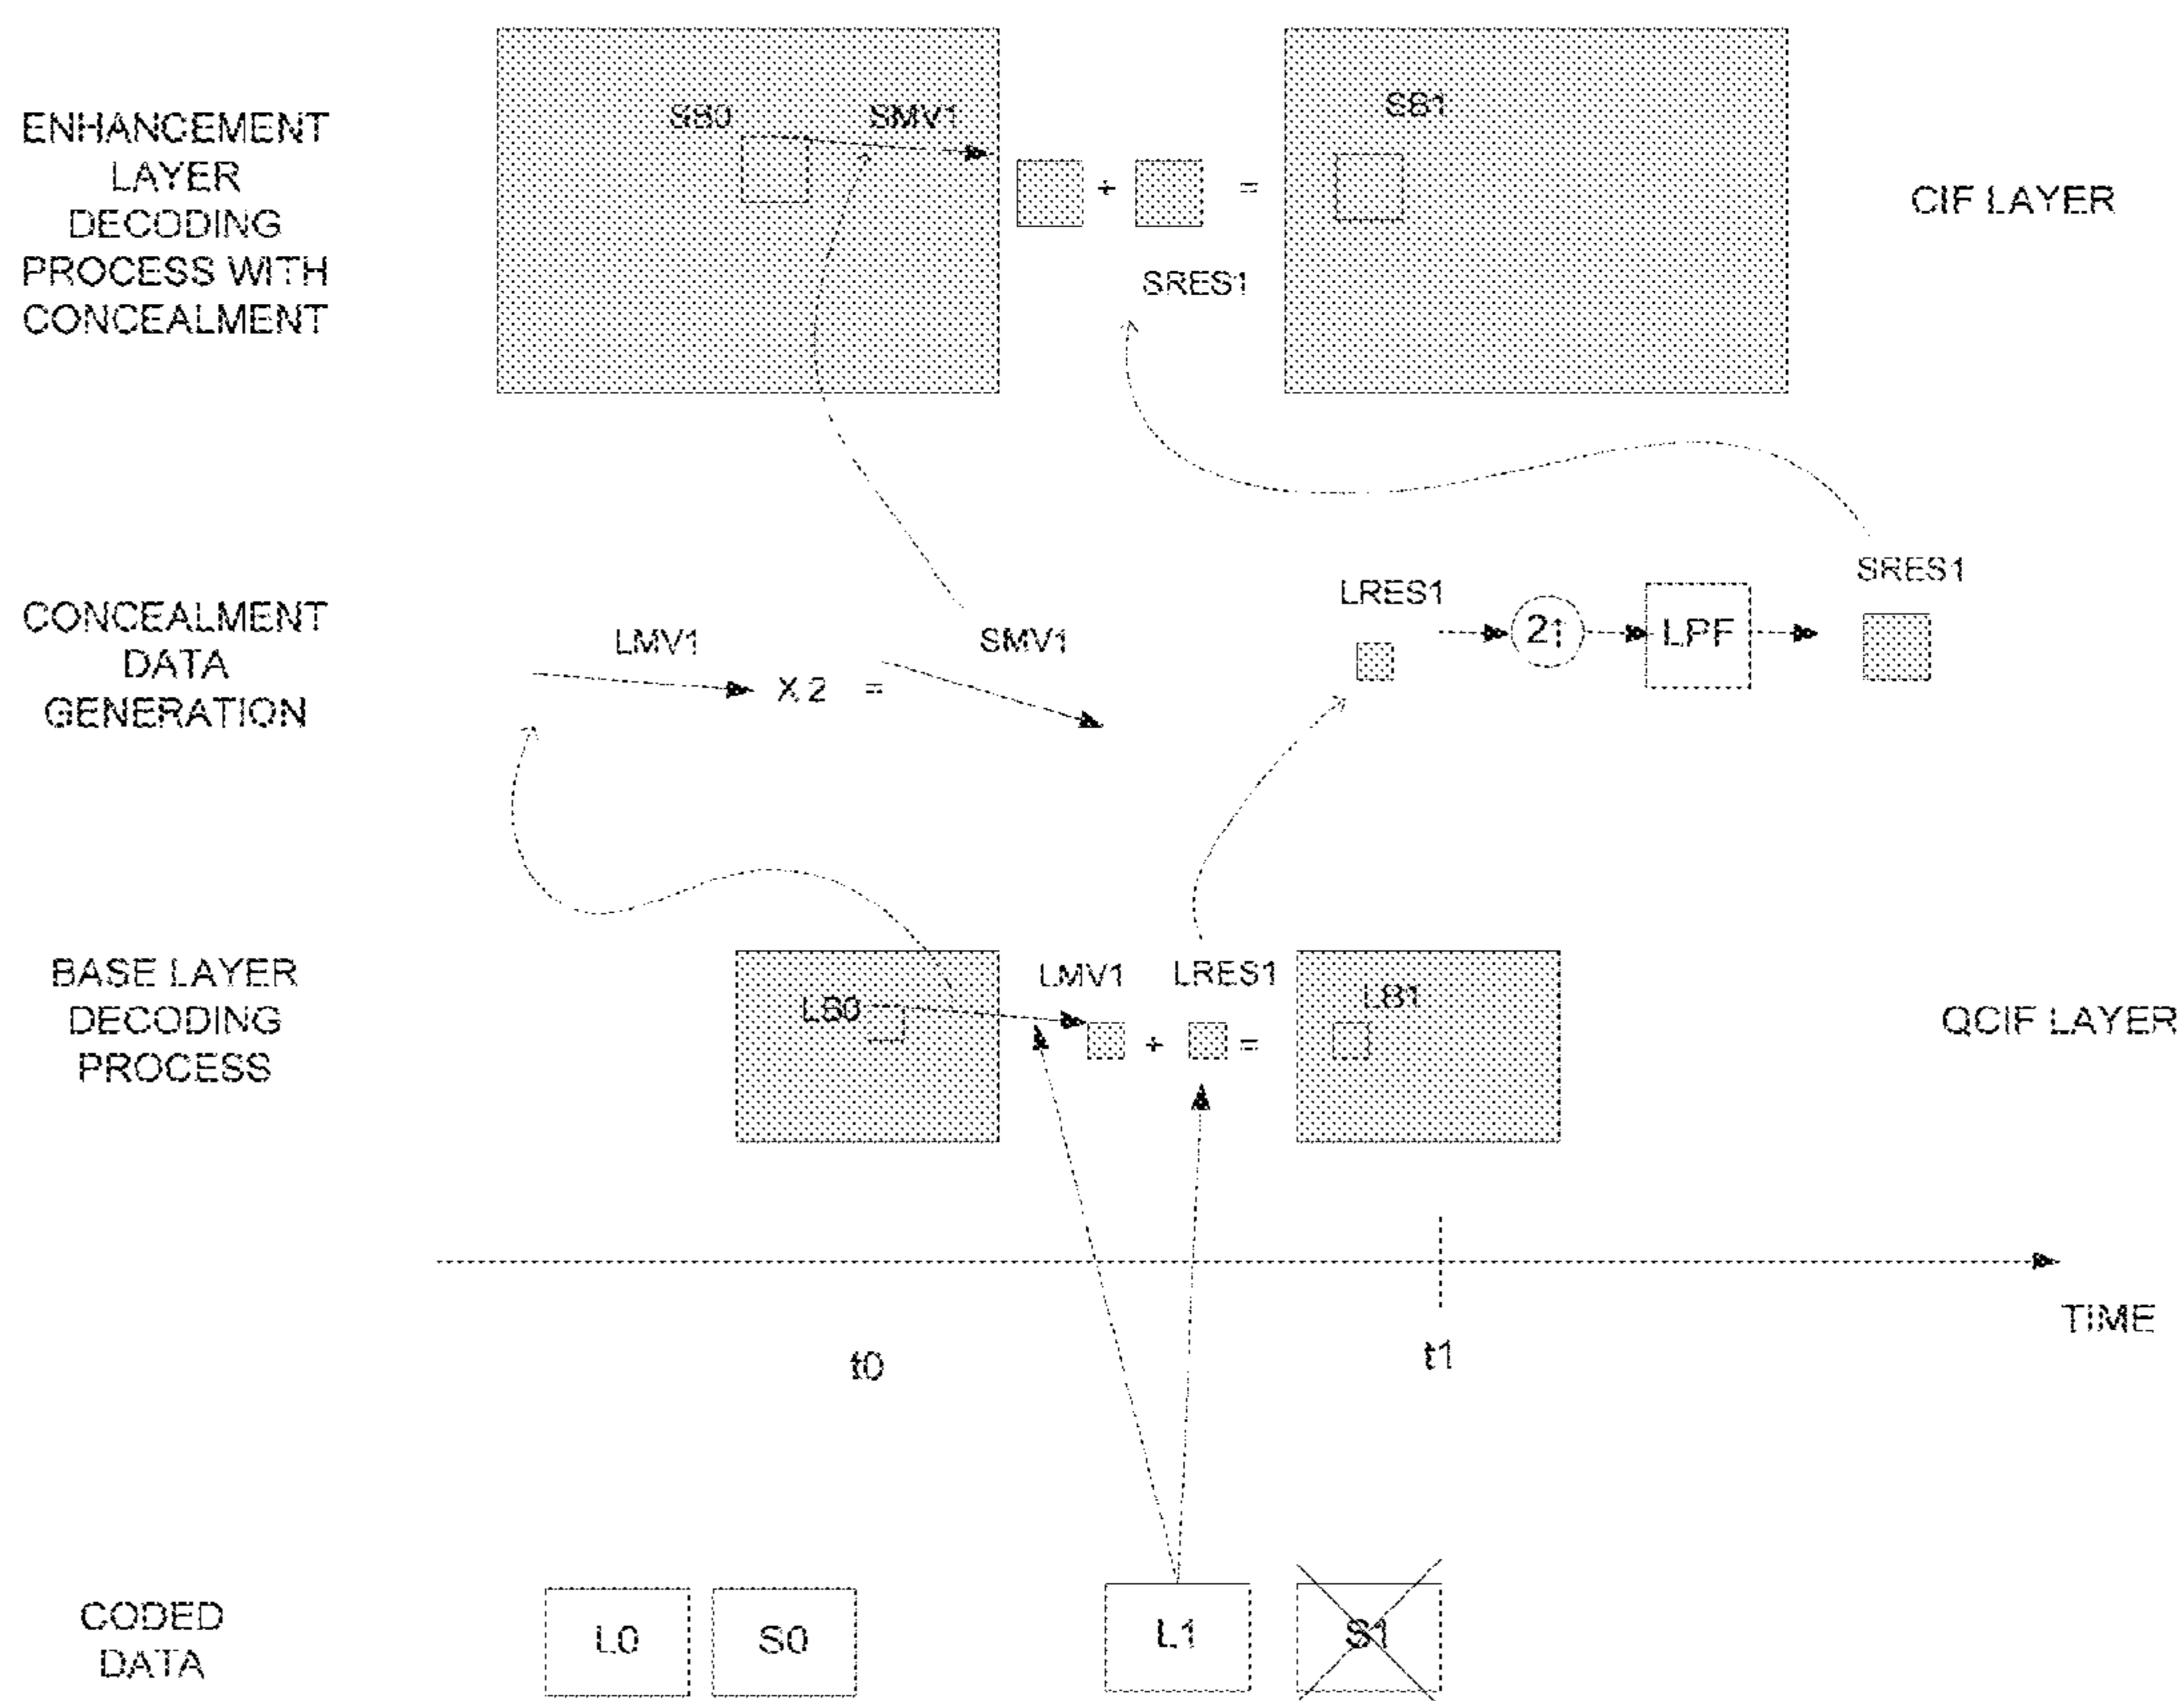 ENHANCEMENT
LAYER
DECODING
PROCESS WITH
CONCEALMENT
SB0
SMV1
+
=
SRES1
SB1
CIF LAYER
CONCEALMENT
DATA
GENERATION
LMV1
X 2 =
SMV1
LRES1
2↑
LPF
SRES1
BASE LAYER
DECODING
PROCESS
LB0
LMV1
LRES1
+
=
LB1
QCIF LAYER
TIME
t0
t1
CODED
DATA
L0
S0
L1
S1